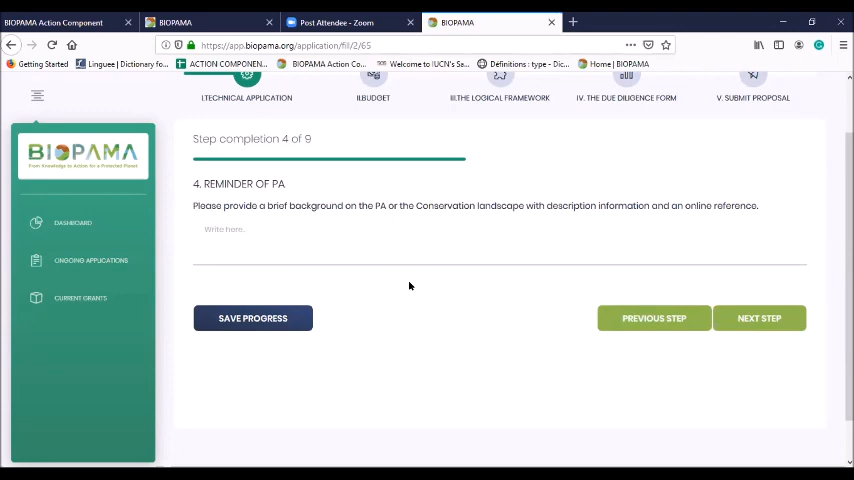 BIOPAMA Action Component
BIOPAMA
Post Attendee - Zoom
BIOPAMA
https://app.biopama.org/application/fill/2/65
Getting Started
Linguee | Dictionary fo...
ACTION COMPONEN...
BIOPAMA Action Co...
Welcome to IUCN's Sa...
Définitions : type - Dic...
Home | BIOPAMA
I.TECHNICAL APPLICATION
II.BUDGET
III.THE LOGICAL FRAMEWORK
IV. THE DUE DILIGENCE FORM
V. SUBMIT PROPOSAL
BIOPAMA
From Knowledge to Action for a Protected Planet
DASHBOARD
ONGOING APPLICATIONS
CURRENT GRANTS
Step completion 4 of 9
4. REMINDER OF PA
Please provide a brief background on the PA or the Conservation landscape with description information and an online reference.
Write here..
SAVE PROGRESS
PREVIOUS STEP
NEXT STEP